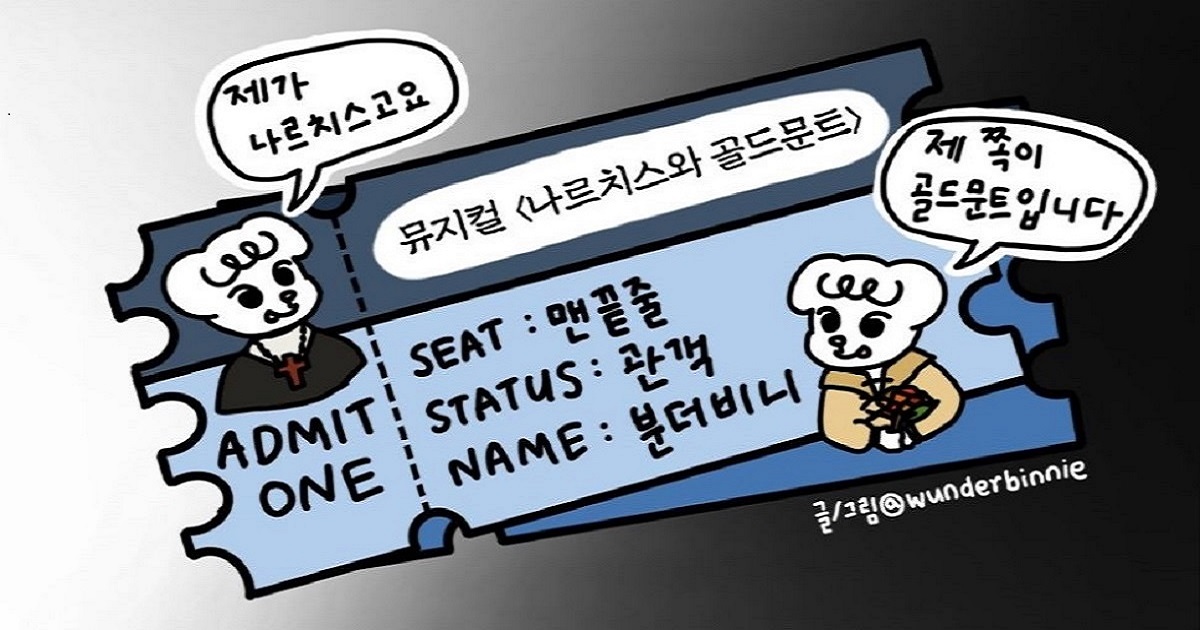 제가
나르치스고요
뮤지컬 <나르치스와 골드문트>
제 쪽이
골드문트입니다
SEAT : 맨끝줄
STATUS : 관객
NAME : 분더비니
ADMIT
ONE
글/그림@wunderbinnie